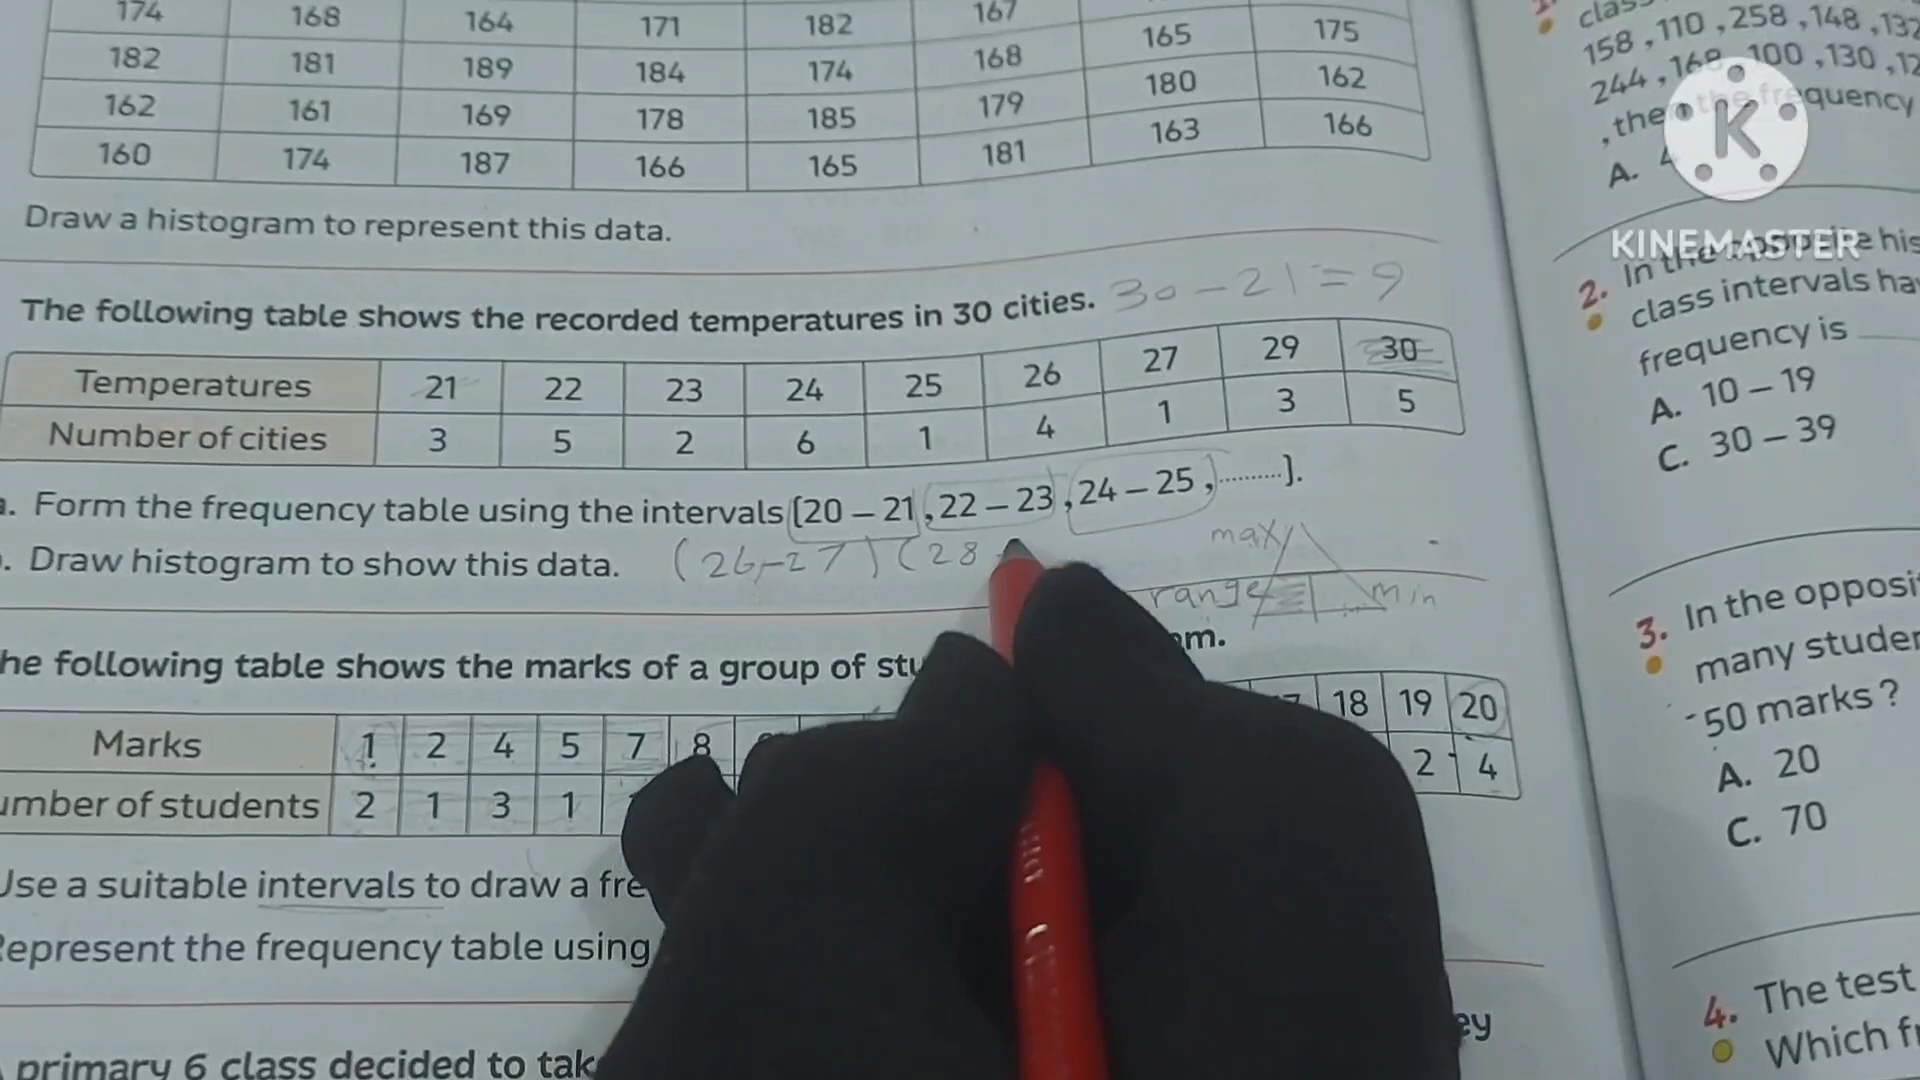 174 168 164 171 182 167
182 181 189 184 174 168 165 175
162 161 169 178 185 179 180 162
160 174 187 166 165 181 163 166
Draw a histogram to represent this data.
The following table shows the recorded temperatures in 30 cities. 30 - 21 = 9
Temperatures 21 22 23 24 25 26 27 29 30
Number of cities 3 5 2 6 1 4 1 3 5
a. Form the frequency table using the intervals [20 – 21 , 22 – 23 , 24 – 25 , ......... ].
. Draw histogram to show this data. (26-27) (28
max
range min
he following table shows the marks of a group of stu am.
Marks 1 2 4 5 7 8 18 19 20
umber of students 2 1 3 1 2 4
Use a suitable intervals to draw a fre
Represent the frequency table using
ey
primary 6 class decided to tak
158 , 110 , 258 , 148 , 132
244 , 168 , 100 , 130 , 12
, the frequency
A.
K
KINEMASTER
2. In the opposite his
class intervals ha
frequency is
A. 10 – 19
C. 30 – 39
3. In the opposi
many studen
50 marks ?
A. 20
C. 70
4. The test
Which f